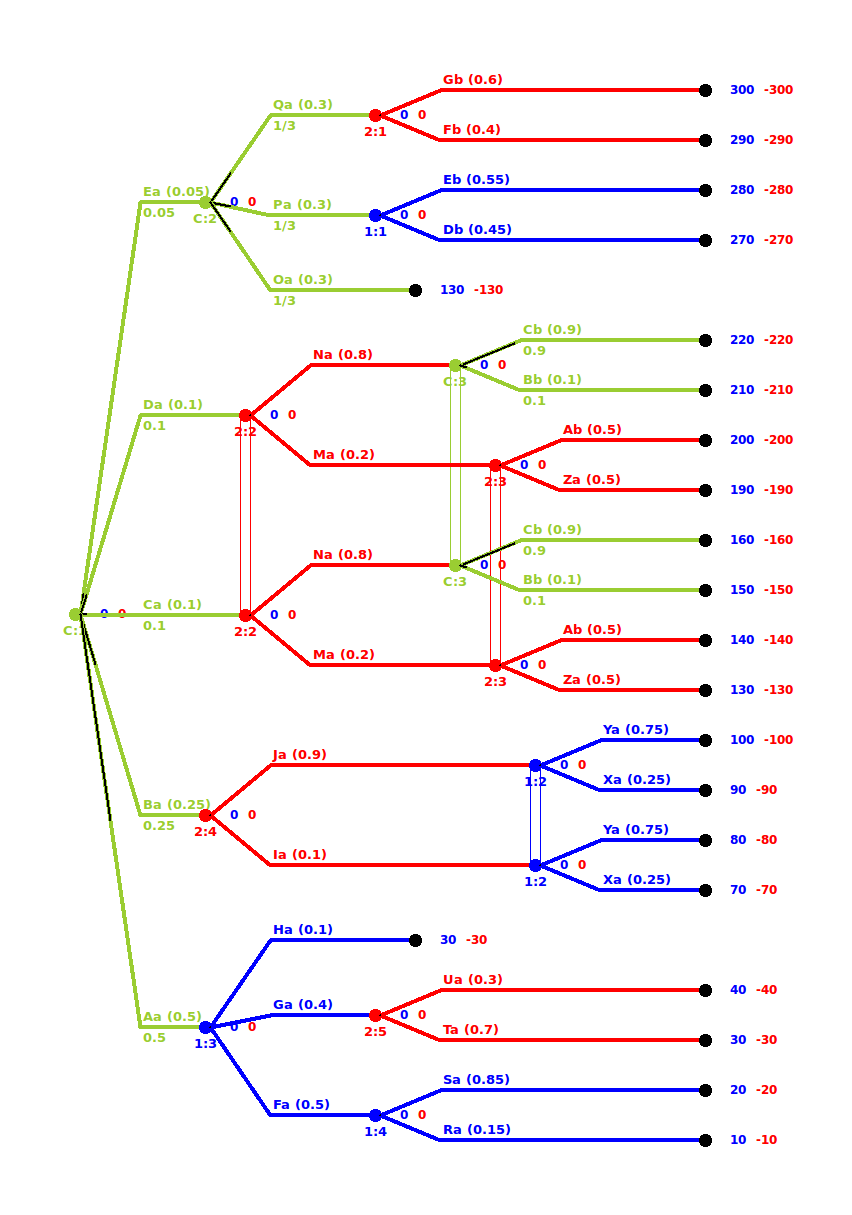 Gb (0.6)
300 -300
Qa (0.3)
0 0
1/3
2:1
Fb (0.4)
290 -290
Eb (0.55)
280 -280
Ea (0.05)
0 0
Pa (0.3)
0.05
C:2
1/3
0 0
1:1
Db (0.45)
270 -270
Oa (0.3)
130 -130
1/3
Cb (0.9)
220 -220
0.9
Na (0.8)
0 0
C:3
Bb (0.1)
210 -210
0.1
Da (0.1)
0 0
0.1
2:2
Ab (0.5)
200 -200
Ma (0.2)
0 0
2:3
Za (0.5)
190 -190
Cb (0.9)
160 -160
0.9
Na (0.8)
0 0
C:3
Bb (0.1)
150 -150
0.1
Ca (0.1)
0 0
0 0
0.1
2:2
Ab (0.5)
140 -140
Ma (0.2)
0 0
2:3
Za (0.5)
130 -130
Ya (0.75)
100 -100
Ja (0.9)
0 0
1:2
Xa (0.25)
90 -90
Ba (0.25)
0 0
0.25
2:4
Ya (0.75)
80 -80
Ia (0.1)
0 0
1:2
Xa (0.25)
70 -70
Ha (0.1)
30 -30
Ua (0.3)
40 -40
Ga (0.4)
0 0
2:5
Aa (0.5)
0 0
0.5
1:3
Ta (0.7)
30 -30
Sa (0.85)
20 -20
Fa (0.5)
0 0
1:4
Ra (0.15)
10 -10